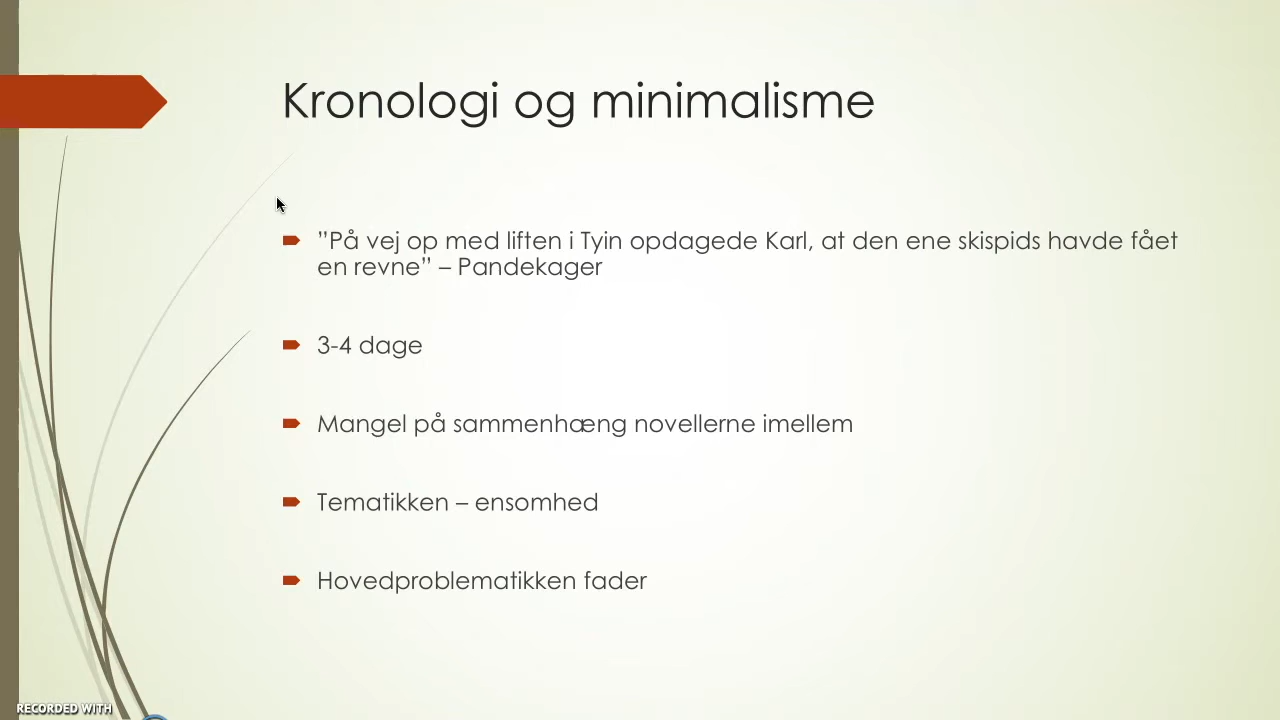 Kronologi og minimalisme
”På vej op med liften i Tyin opdagede Karl, at den ene skispids havde fået
en revne” – Pandekager
3-4 dage
Mangel på sammenhæng novellerne imellem
Tematikken – ensomhed
Hovedproblematikken fader
RECORDED WITH